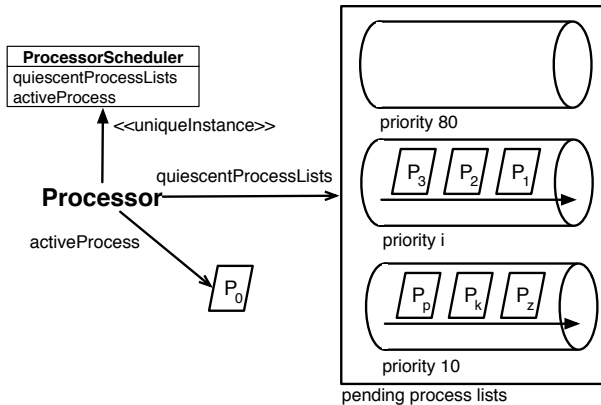 ProcessorScheduler
quiescentProcessLists
activeProcess
<<uniqueInstance>>
quiescentProcessLists
Processor
activeProcess
P0
priority 80
P3 P2 P1
priority i
Pp Pk Pz
priority 10
pending process lists